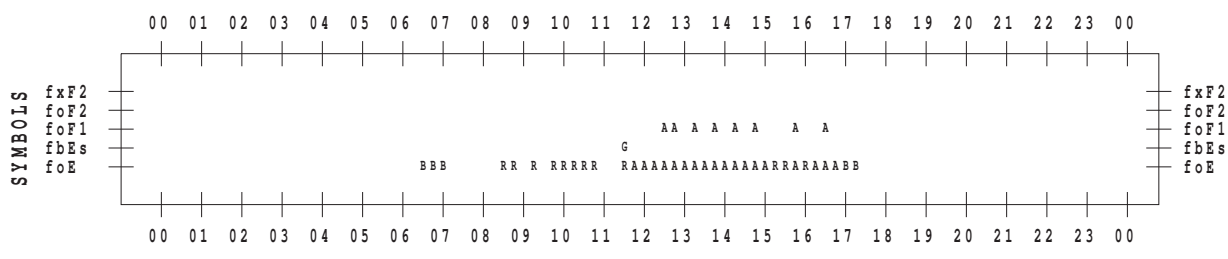 00 01 02 03 04 05 06 07 08 09 10 11 12 13 14 15 16 17 18 19 20 21 22 23 00
SYMBOLS
fxF2 fxF2
foF2 foF2
foF1 AA A A A A A A foF1
fbEs G fbEs
foE BBB RR R RRRRR RAAAAAAAAAAAAAARRARAAABB foE
00 01 02 03 04 05 06 07 08 09 10 11 12 13 14 15 16 17 18 19 20 21 22 23 00